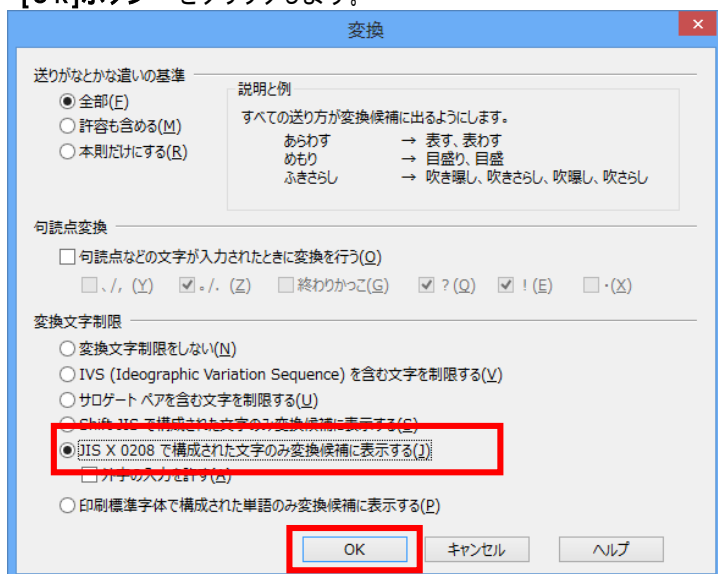 [OK]ボタン をクリックします。
変換
送りがなとかな遣いの基準
全部(F)
許容も含める(M)
本則だけにする(R)
説明と例
すべての送り方が変換候補に出るようにします。
あらわす → 表す、表わす
めもり → 目盛り、目盛
ふきさらし → 吹き曝し、吹きさらし、吹曝し、吹さらし
句読点変換
句読点などの文字が入力されたときに変換を行う(O)
、/, (Y) 。/. (Z) 終わりかっこ(G) ? (Q) ! (E) ・(X)
変換文字制限
変換文字制限をしない(N)
IVS (Ideographic Variation Sequence) を含む文字を制限する(V)
サロゲート ペアを含む文字を制限する(U)
Shift JIS で構成された文字のみ変換候補に表示する(S)
JIS X 0208 で構成された文字のみ変換候補に表示する(J)
外字の入力を許す(A)
印刷標準字体で構成された単語のみ変換候補に表示する(P)
OK キャンセル ヘルプ